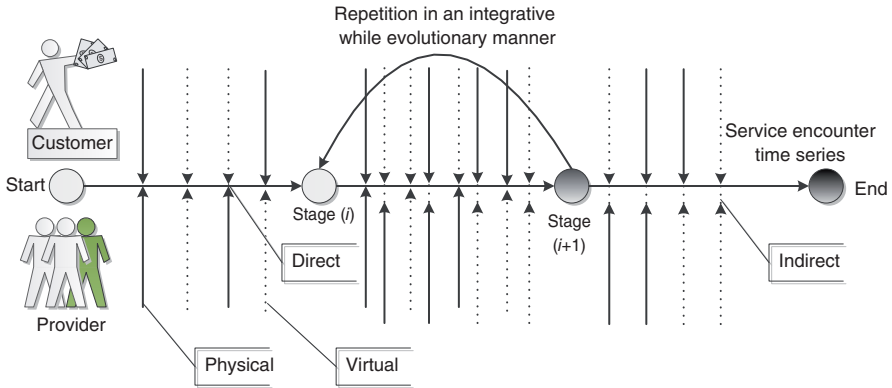 Repetition in an integrative
while evolutionary manner
Customer
Service encounter
time series
Start
End
Stage (i)
Stage
(i+1)
Direct
Indirect
Provider
Physical
Virtual